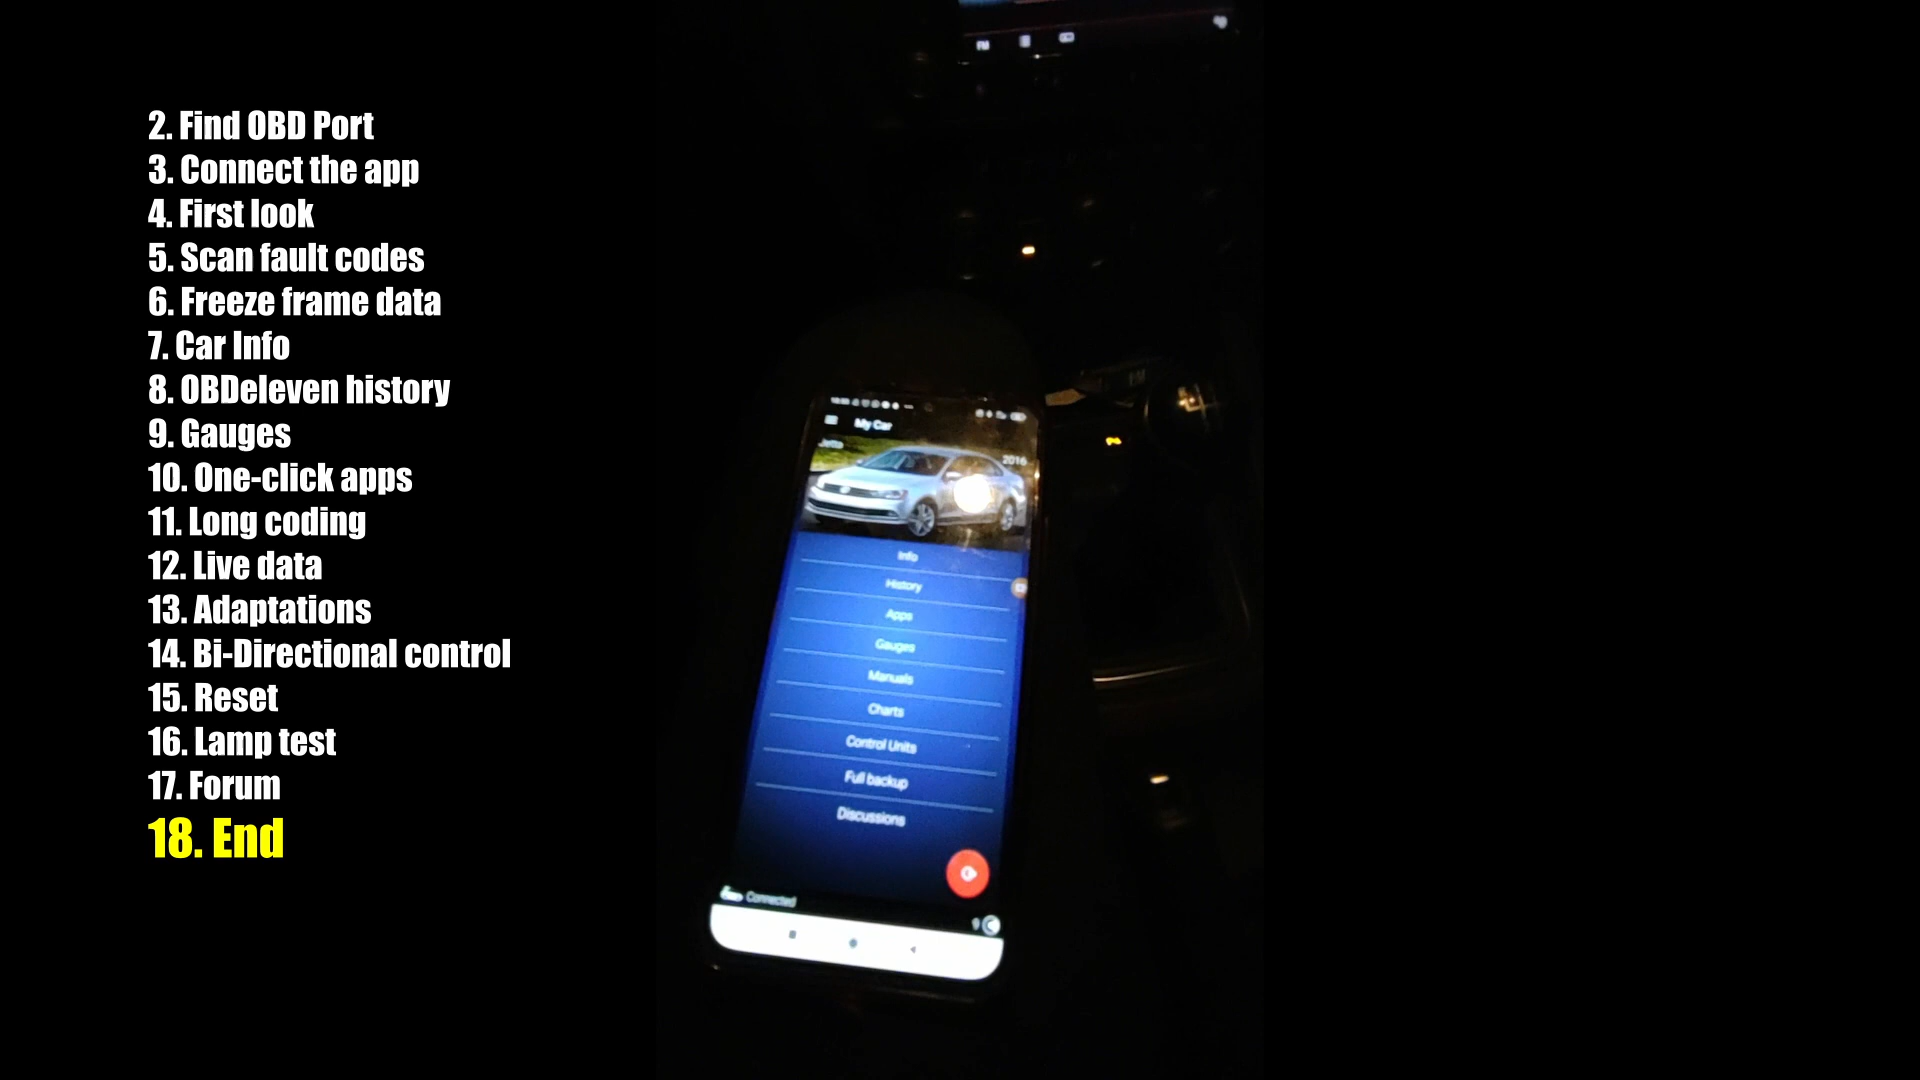 2. Find OBD Port
3. Connect the app
4. First look
5. Scan fault codes
6. Freeze frame data
7. Car Info
8. OBDeleven history
9. Gauges
10. One-click apps
11. Long coding
12. Live data
13. Adaptations
14. Bi-Directional control
15. Reset
16. Lamp test
17. Forum
18. End
FM
My Car
Jetta
2016
Info
History
Apps
Gauges
Manuals
Charts
Control Units
Full backup
Discussions
Connected
9